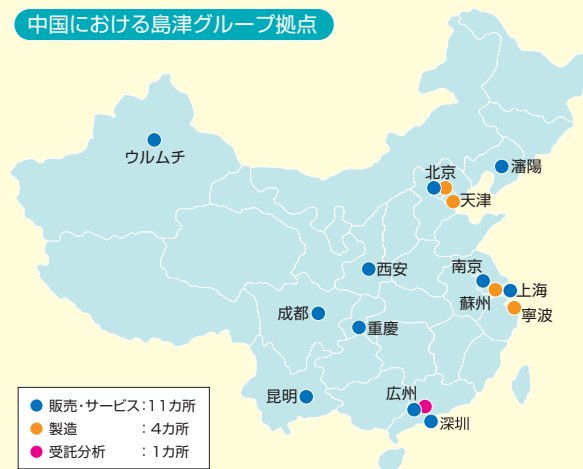 中国における島津グループ拠点
ウルムチ
北京
瀋陽
天津
西安
南京
上海
蘇州
寧波
成都
重慶
昆明
広州
深圳
販売・サービス:11カ所
製造 :4カ所
受託分析 :1カ所